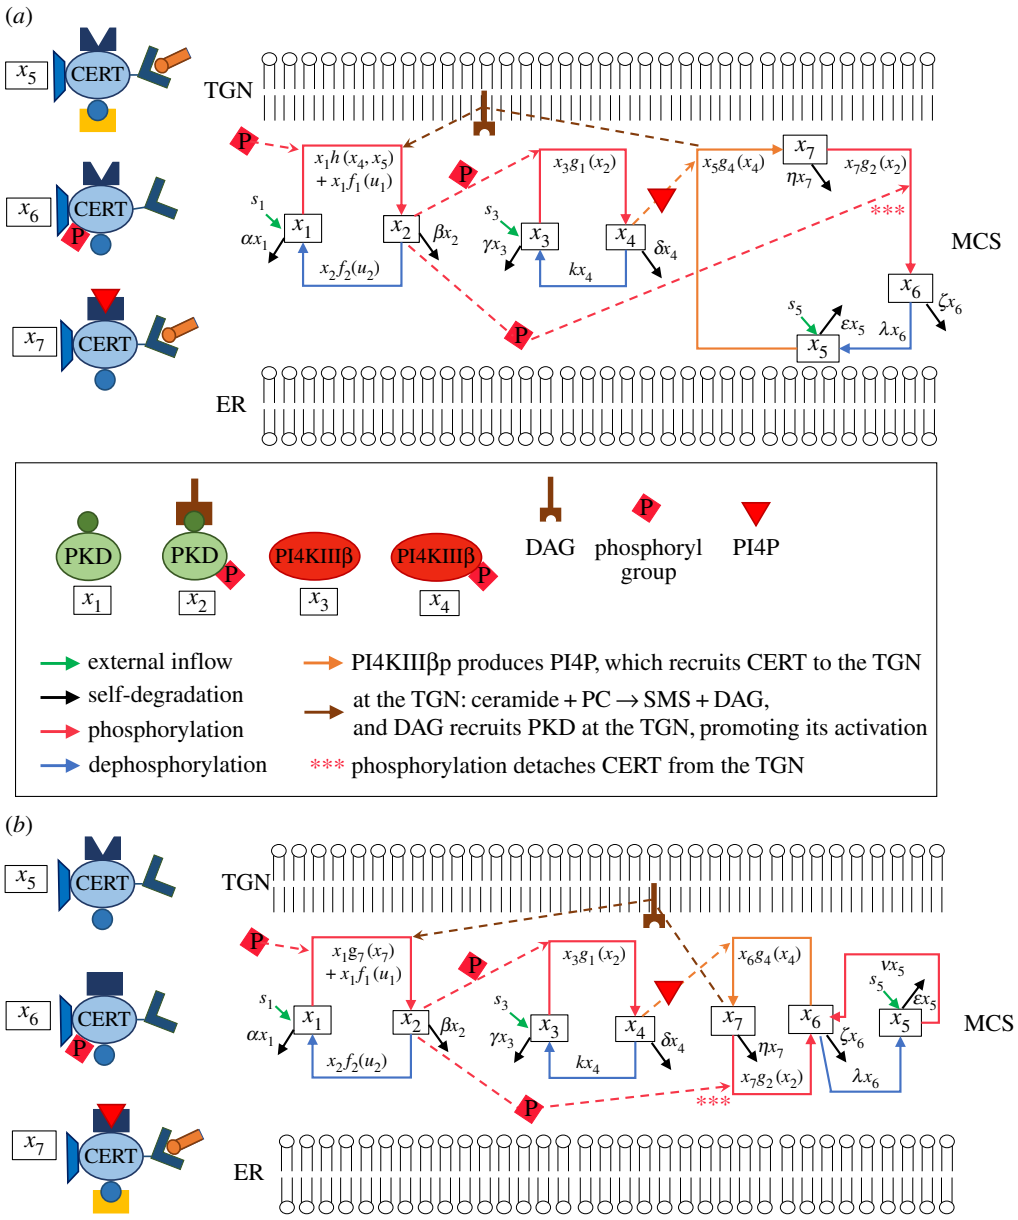 (a)
x5
CERT
TGN
P
x1h(x4, x5)
+ x1f1(u1)
P
x3g1(x2)
x5g4(x4)
x7
x7g2(x2)
ηx7
***
x6
CERT
P
s1
x1
αx1
x2
βx2
x2f2(u2)
s3
x3
γx3
x4
δx4
kx4
MCS
x6
ζx6
x7
CERT
P
s5
εx5
λx6
x5
ER
PKD
x1
PKD
P
x2
PI4KIIIβ
x3
PI4KIIIβ
P
x4
DAG
P
phosphoryl
group
PI4P
external inflow
self-degradation
phosphorylation
dephosphorylation
PI4KIIIβp produces PI4P, which recruits CERT to the TGN
at the TGN: ceramide + PC → SMS + DAG,
and DAG recruits PKD at the TGN, promoting its activation
*** phosphorylation detaches CERT from the TGN
(b)
x5
CERT
TGN
P
x1g7(x7)
+ x1f1(u1)
P
x3g1(x2)
x6g4(x4)
νx5
s5
εx5
x6
CERT
P
s1
x1
αx1
x2
βx2
x2f2(u2)
s3
x3
γx3
x4
δx4
kx4
x7
ηx7
x7g2(x2)
x6
ζx6
x5
λx6
MCS
P
***
x7
CERT
ER